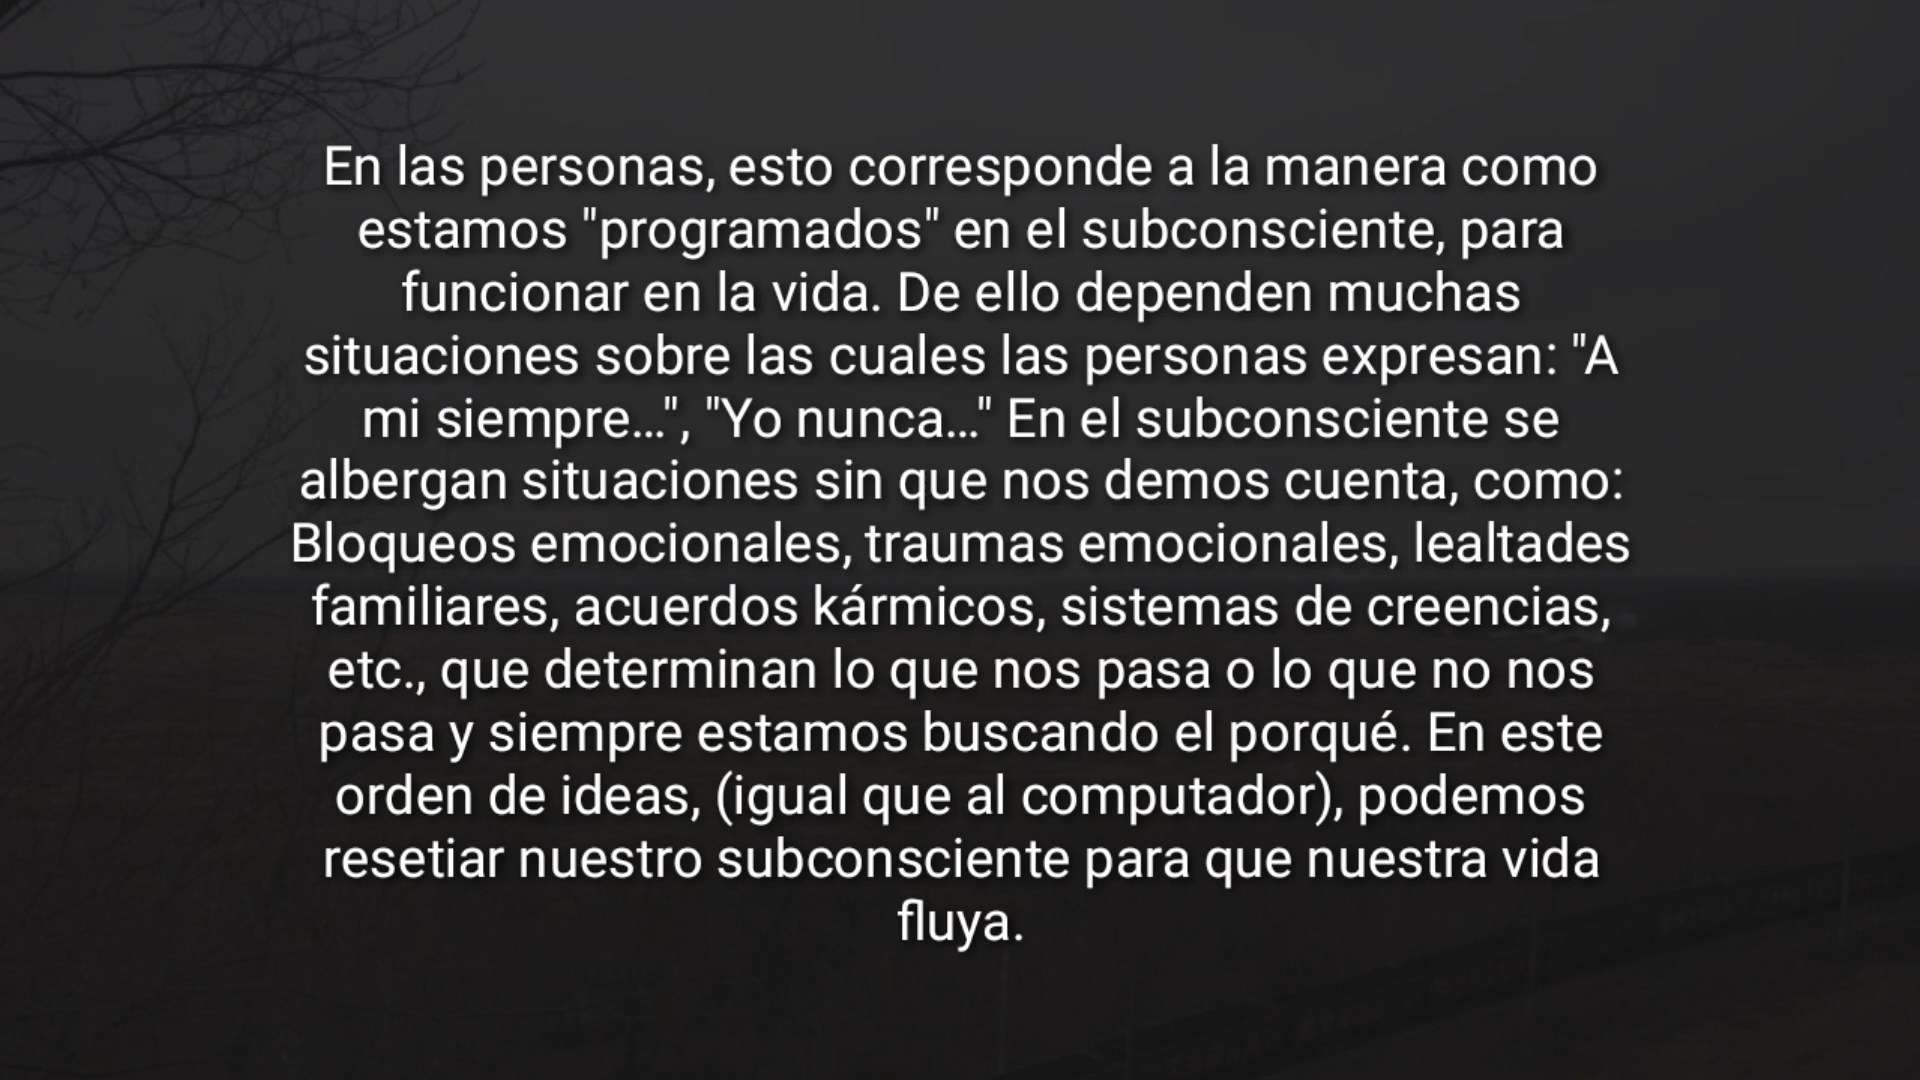 En las personas, esto corresponde a la manera como
estamos "programados" en el subconsciente, para
funcionar en la vida. De ello dependen muchas
situaciones sobre las cuales las personas expresan: "A
mi siempre...", "Yo nunca..." En el subconsciente se
albergan situaciones sin que nos demos cuenta, como:
Bloqueos emocionales, traumas emocionales, lealtades
familiares, acuerdos kármicos, sistemas de creencias,
etc., que determinan lo que nos pasa o lo que no nos
pasa y siempre estamos buscando el porqué. En este
orden de ideas, (igual que al computador), podemos
resetiar nuestro subconsciente para que nuestra vida
fluya.